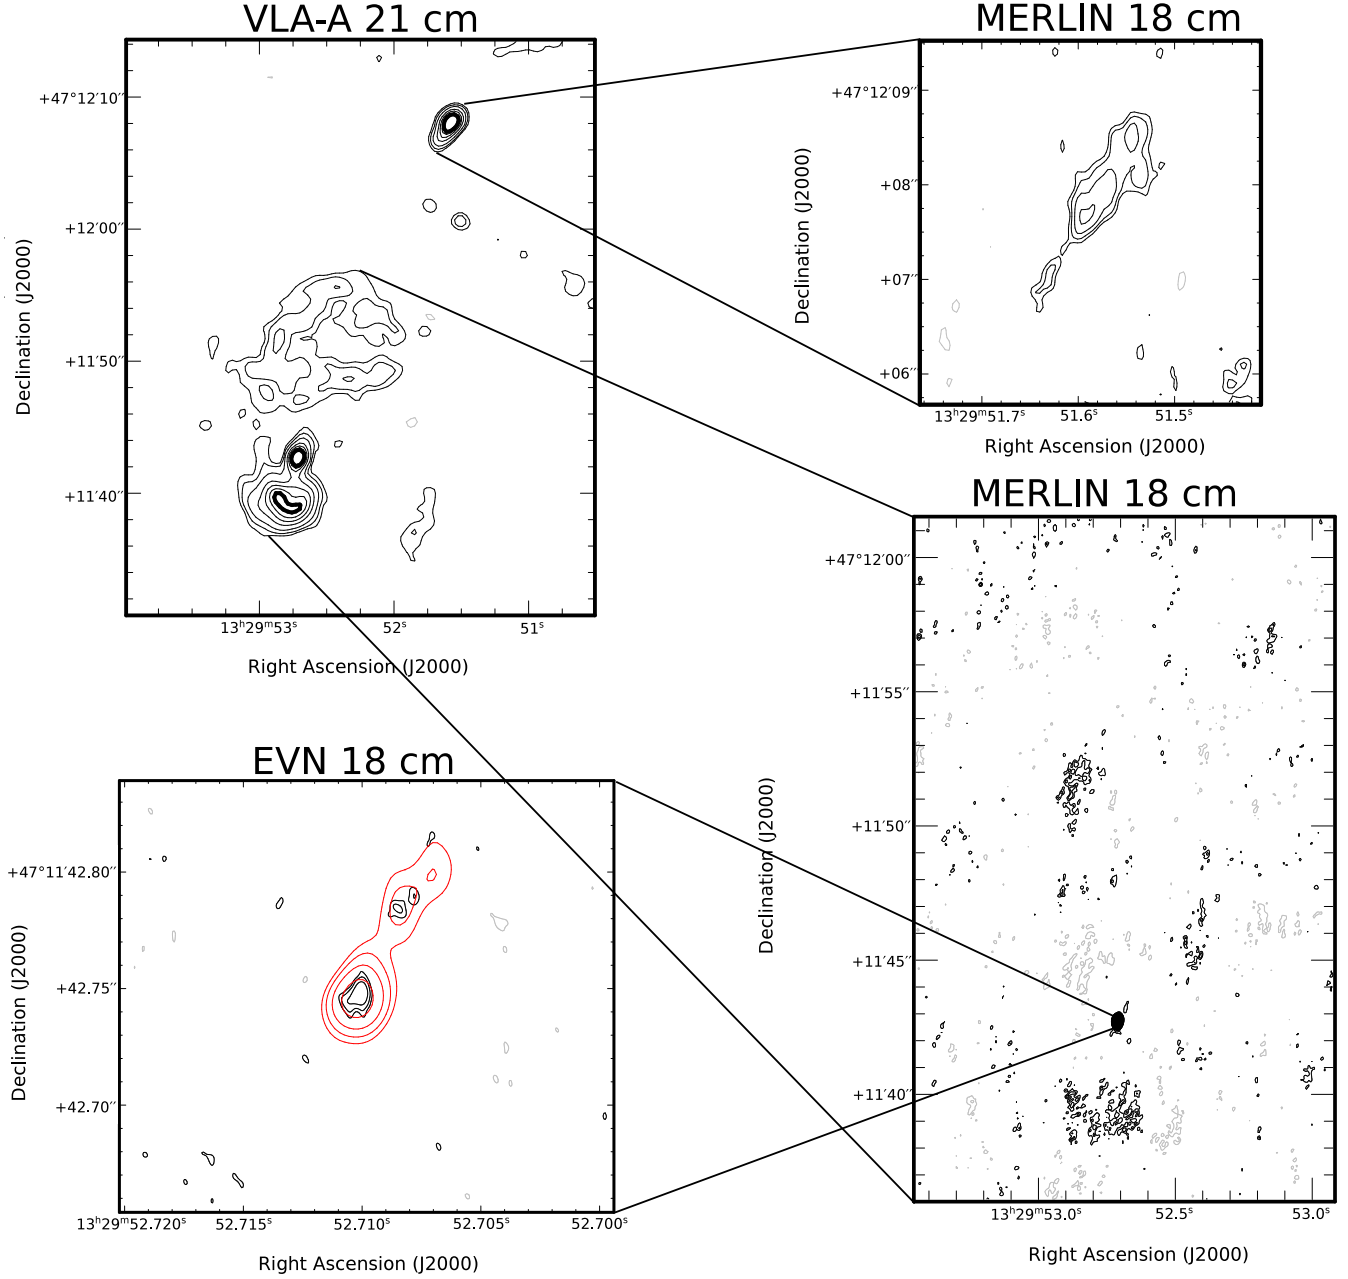 VLA-A 21 cm
+47°12′10″
+12′00″
+11′50″
+11′40″
13ʰ29ᵐ53ˢ 52ˢ 51ˢ
Right Ascension (J2000)
Declination (J2000)
MERLIN 18 cm
+47°12′09″
+08″
+07″
+06″
13ʰ29ᵐ51.7ˢ 51.6ˢ 51.5ˢ
Right Ascension (J2000)
Declination (J2000)
EVN 18 cm
+47°11′42.80″
+42.75″
+42.70″
13ʰ29ᵐ52.720ˢ 52.715ˢ 52.710ˢ 52.705ˢ 52.700ˢ
Right Ascension (J2000)
Declination (J2000)
MERLIN 18 cm
+47°12′00″
+11′55″
+11′50″
+11′45″
+11′40″
13ʰ29ᵐ53.0ˢ 52.5ˢ 53.0ˢ
Right Ascension (J2000)
Declination (J2000)